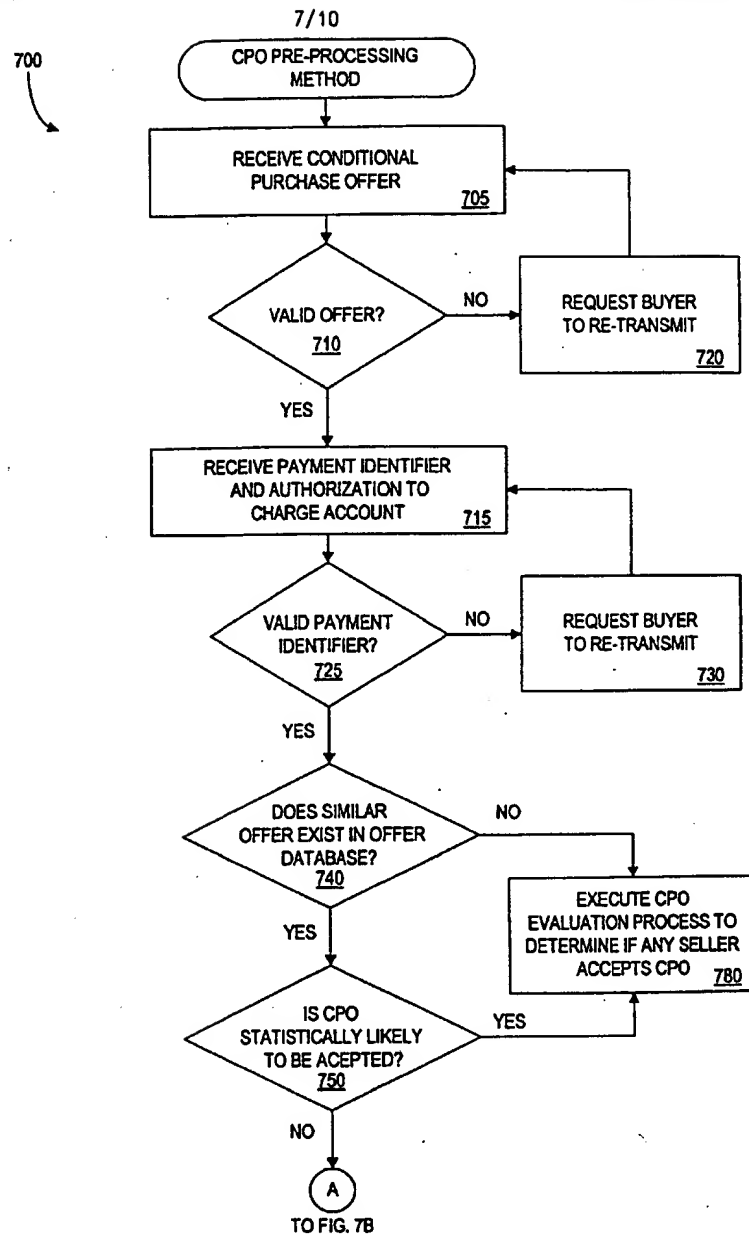 7/10
700
CPO PRE-PROCESSING
METHOD
RECEIVE CONDITIONAL
PURCHASE OFFER
705
VALID OFFER?
710
NO
REQUEST BUYER
TO RE-TRANSMIT
720
YES
RECEIVE PAYMENT IDENTIFIER
AND AUTHORIZATION TO
CHARGE ACCOUNT
715
VALID PAYMENT
IDENTIFIER?
725
NO
REQUEST BUYER
TO RE-TRANSMIT
730
YES
DOES SIMILAR
OFFER EXIST IN OFFER
DATABASE?
740
NO
EXECUTE CPO
EVALUATION PROCESS TO
DETERMINE IF ANY SELLER
ACCEPTS CPO
780
YES
IS CPO
STATISTICALLY LIKELY
TO BE ACEPTED?
750
YES
NO
A
TO FIG. 7B